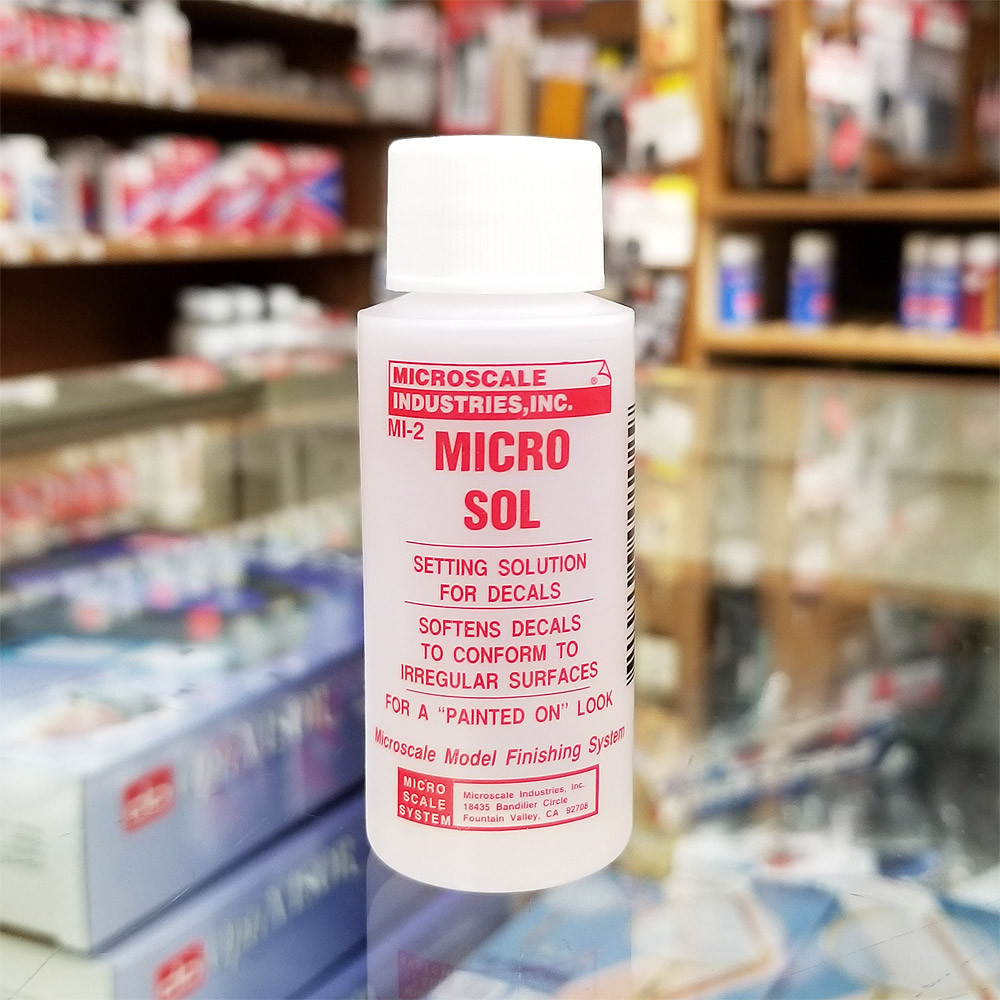 MICROSCALE
INDUSTRIES,INC.
®
MI-2
MICRO
SOL
SETTING SOLUTION
FOR DECALS
SOFTENS DECALS
TO CONFORM TO
IRREGULAR SURFACES
FOR A "PAINTED ON" LOOK
Microscale Model Finishing System
MICRO
SCALE
SYSTEM
Microscale Industries, Inc.
18435 Bandilier Circle
Fountain Valley, CA 92708